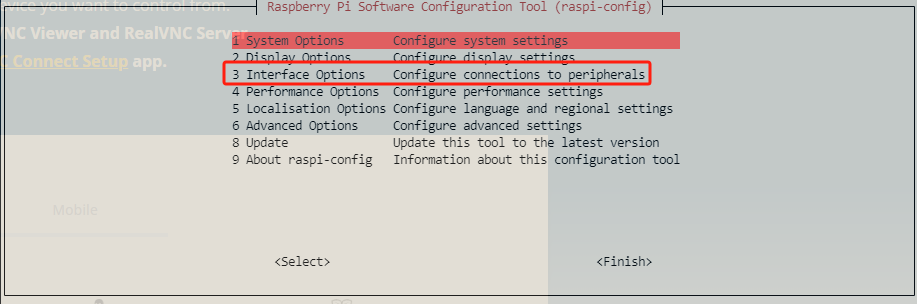 evice you want to control from.
Raspberry Pi Software Configuration Tool (raspi-config)
NC Viewer and RealVNC Server
C Connect Setup app.
1 System Options Configure system settings
2 Display Options Configure display settings
3 Interface Options Configure connections to peripherals
4 Performance Options Configure performance settings
5 Localisation Options Configure language and regional settings
6 Advanced Options Configure advanced settings
8 Update Update this tool to the latest version
9 About raspi-config Information about this configuration tool
Mobile
<Select> <Finish>